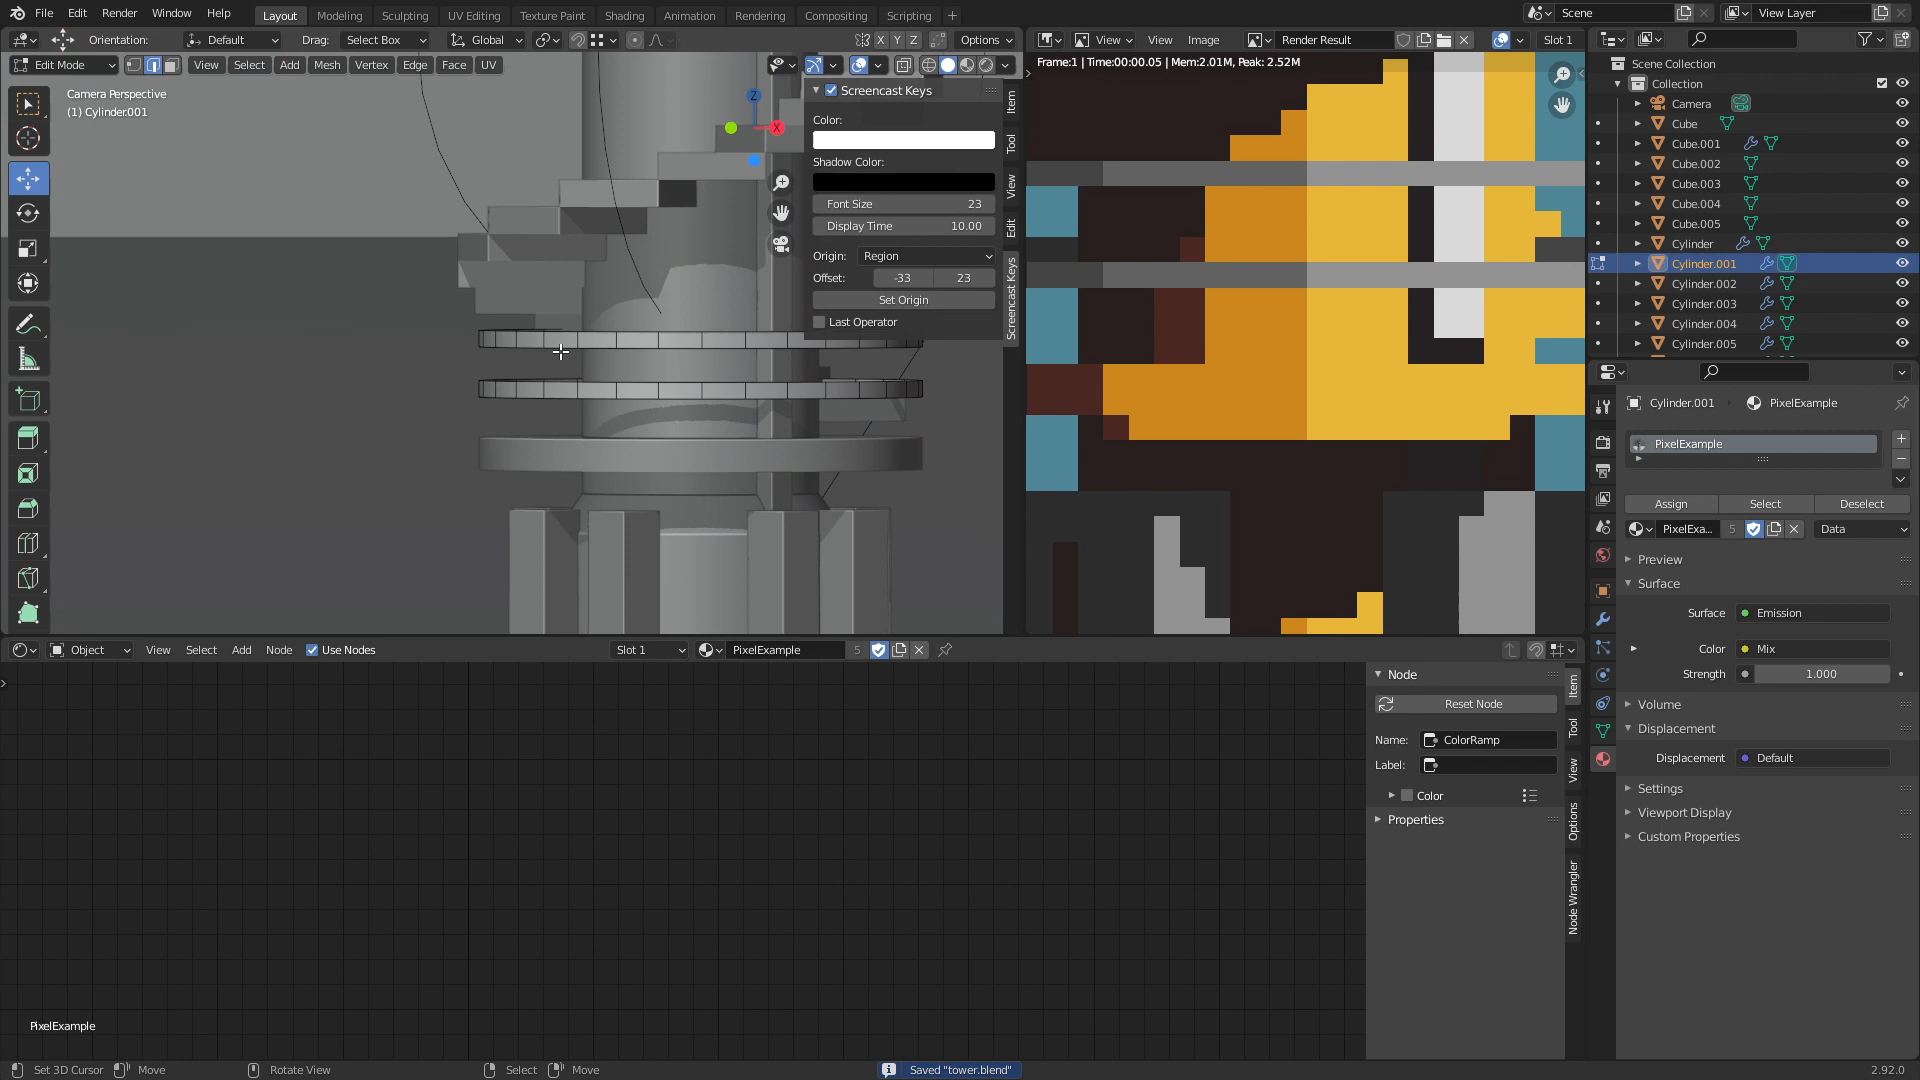 File Edit Render Window Help Layout Modeling Sculpting UV Editing Texture Paint Shading Animation Rendering Compositing Scripting + Scene View Layer
Orientation: Default Drag: Select Box Global X Y Z Options
View View Image Render Result Slot 1
Edit Mode View Select Add Mesh Vertex Edge Face UV
Camera Perspective
(1) Cylinder.001
Z
X
Screencast Keys
Color:
Shadow Color:
Font Size 23
Display Time 10.00
Origin: Region
Offset: -33 23
Set Origin
Last Operator
Item
Tool
View
Edit
Screencast Keys
Frame:1 | Time:00:00.05 | Mem:2.01M, Peak: 2.52M
Scene Collection
Collection
Camera
Cube
Cube.001
Cube.002
Cube.003
Cube.004
Cube.005
Cylinder
Cylinder.001
Cylinder.002
Cylinder.003
Cylinder.004
Cylinder.005
Cylinder.001 PixelExample
PixelExample
Assign Select Deselect
PixelExa... 5 Data
Preview
Surface
Surface Emission
Color Mix
Strength 1.000
Volume
Displacement
Displacement Default
Settings
Viewport Display
Custom Properties
Object View Select Add Node Use Nodes Slot 1 PixelExample 5
Node
Reset Node
Name: ColorRamp
Label:
Color
Properties
Item
Tool
View
Options
Node Wrangler
PixelExample
Set 3D Cursor Move Rotate View Select Move Saved "tower.blend" 2.92.0